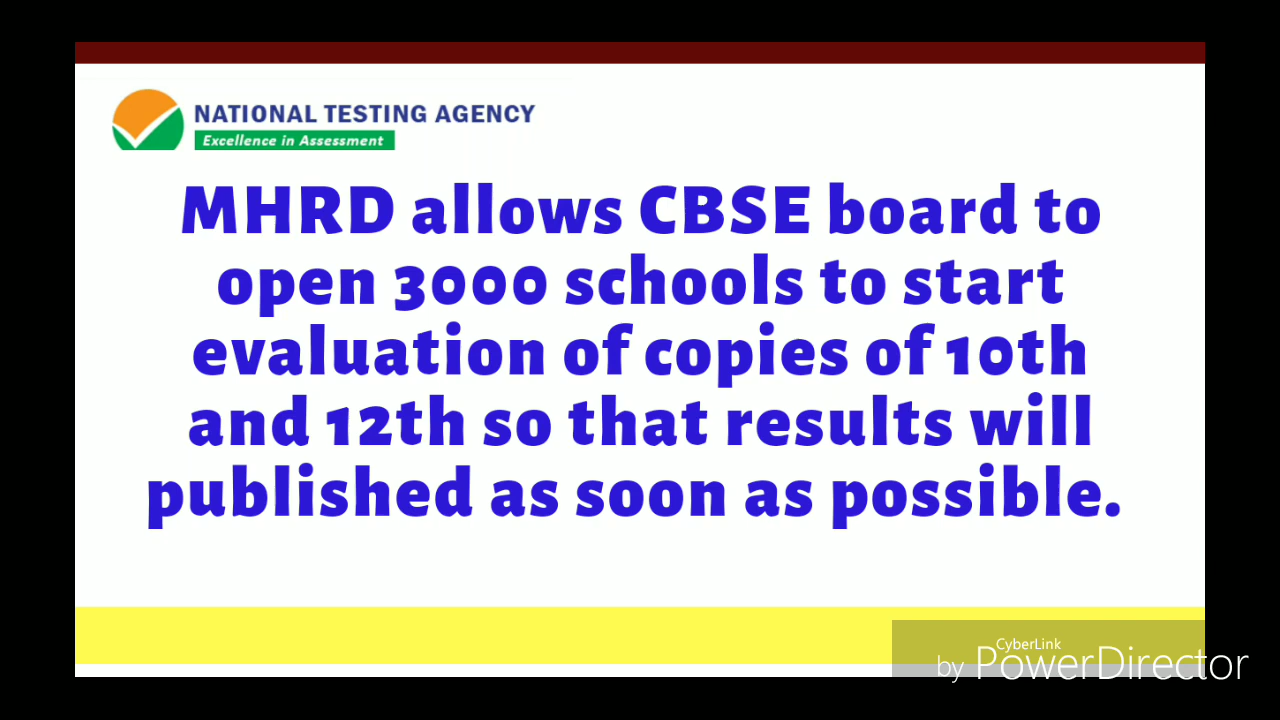 NATIONAL TESTING AGENCY
Excellence in Assessment
MHRD allows CBSE board to
open 3000 schools to start
evaluation of copies of 10th
and 12th so that results will
published as soon as possible.
CyberLink
by PowerDirector